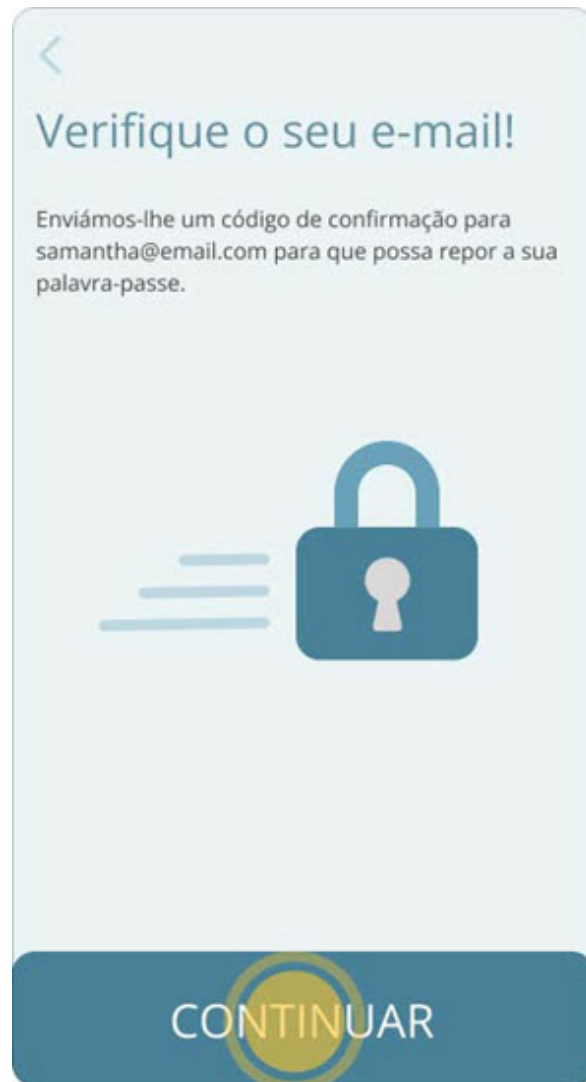 Verifique o seu e-mail!
Enviámos-lhe um código de confirmação para
samantha@email.com para que possa repor a sua
palavra-passe.
CONTINUAR